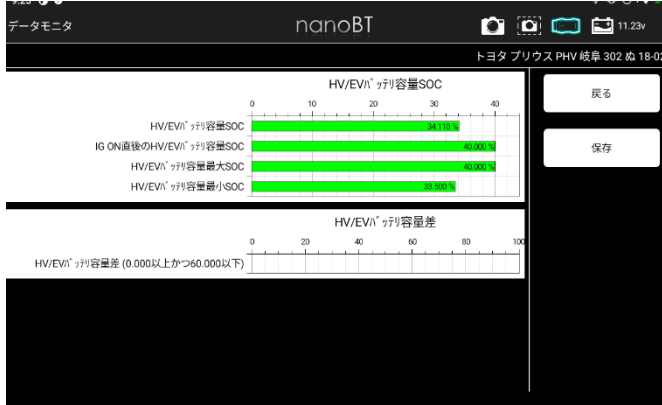 9:25
データモニタ
nanoBT
11.23v
トヨタ プリウス PHV 岐阜 302 ぬ 18-02
HV/EVﾊﾞｯﾃﾘ容量SOC
0 10 20 30 40
HV/EVﾊﾞｯﾃﾘ容量SOC 34.110 %
IG ON直後のHV/EVﾊﾞｯﾃﾘ容量SOC 40.000 %
HV/EVﾊﾞｯﾃﾘ容量最大SOC 40.000 %
HV/EVﾊﾞｯﾃﾘ容量最小SOC 33.500 %
HV/EVﾊﾞｯﾃﾘ容量差
0 20 40 60 80 100
HV/EVﾊﾞｯﾃﾘ容量差 (0.000以上かつ60.000以下)
戻る
保存